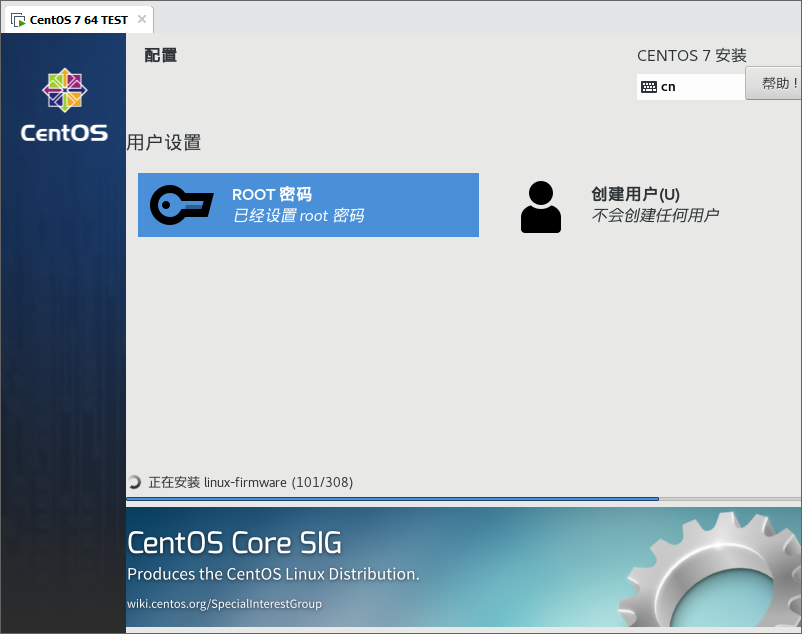 CentOS 7 64 TEST
配置
CENTOS 7 安装
cn
帮助！
CentOS
用户设置
ROOT 密码
已经设置 root 密码
创建用户(U)
不会创建任何用户
正在安装 linux-firmware (101/308)
CentOS Core SIG
Produces the CentOS Linux Distribution.
wiki.centos.org/SpecialInterestGroup